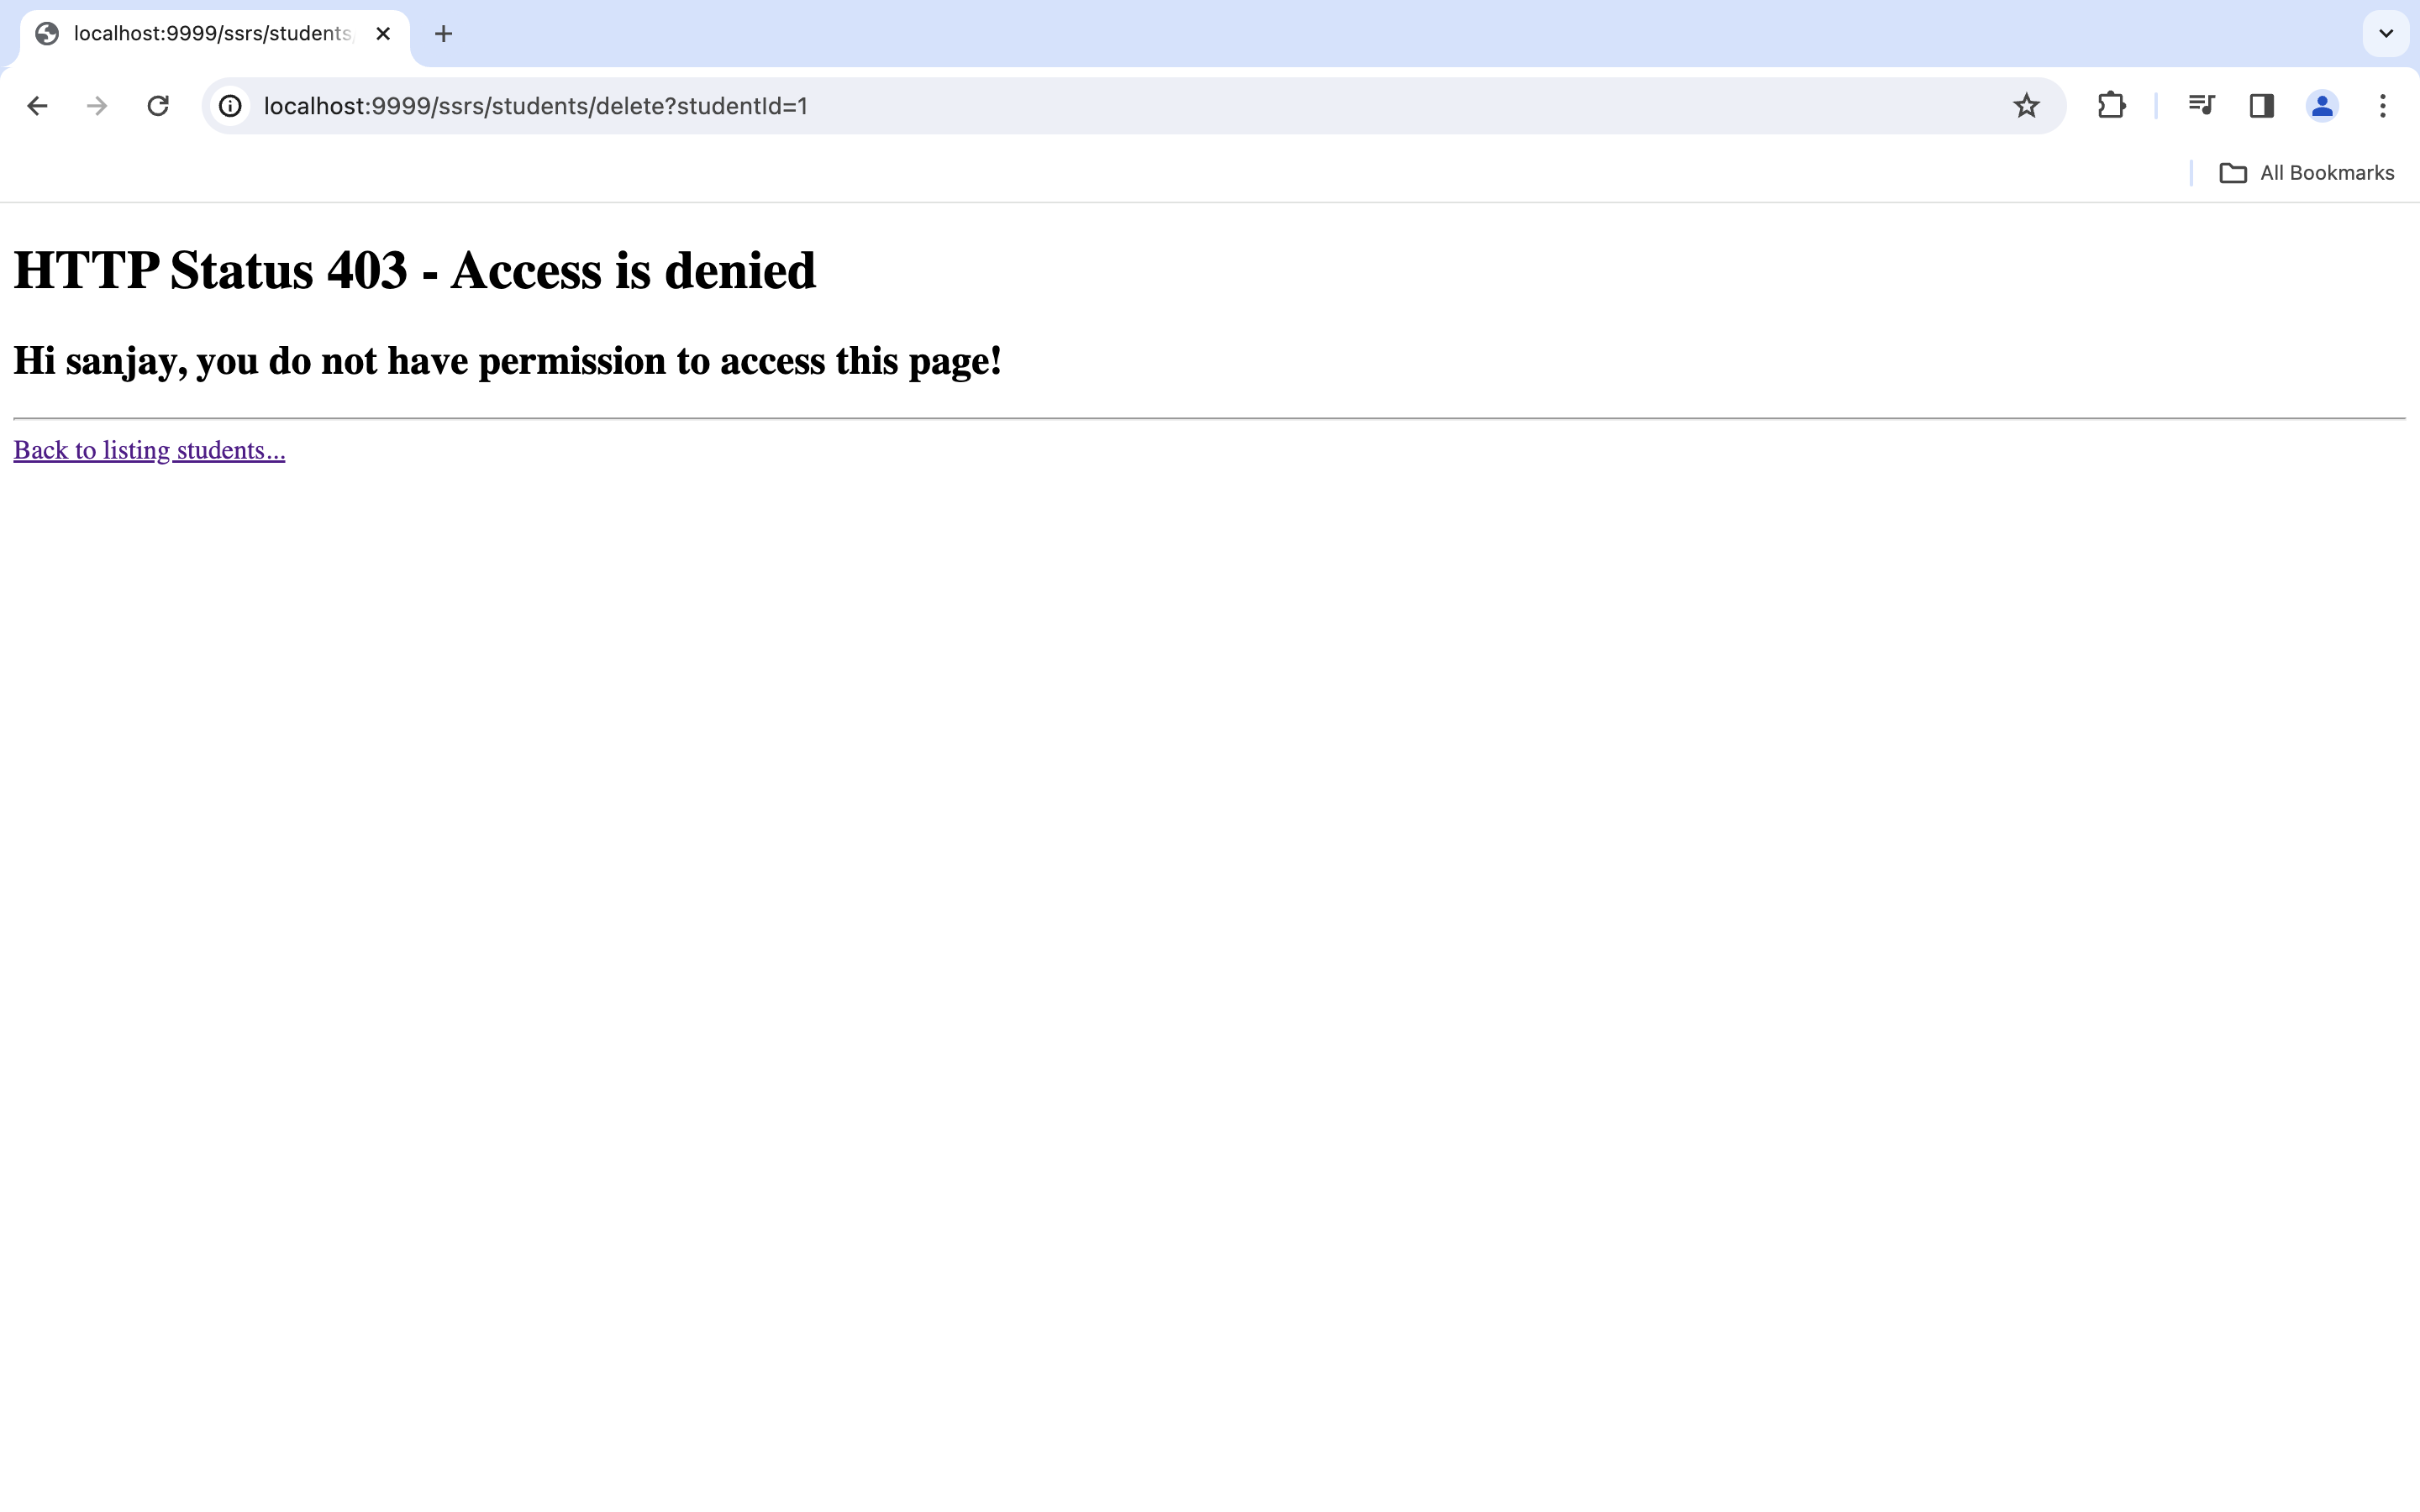 localhost:9999/ssrs/students
localhost:9999/ssrs/students/delete?studentId=1
All Bookmarks
HTTP Status 403 - Access is denied
Hi sanjay, you do not have permission to access this page!
Back to listing students...